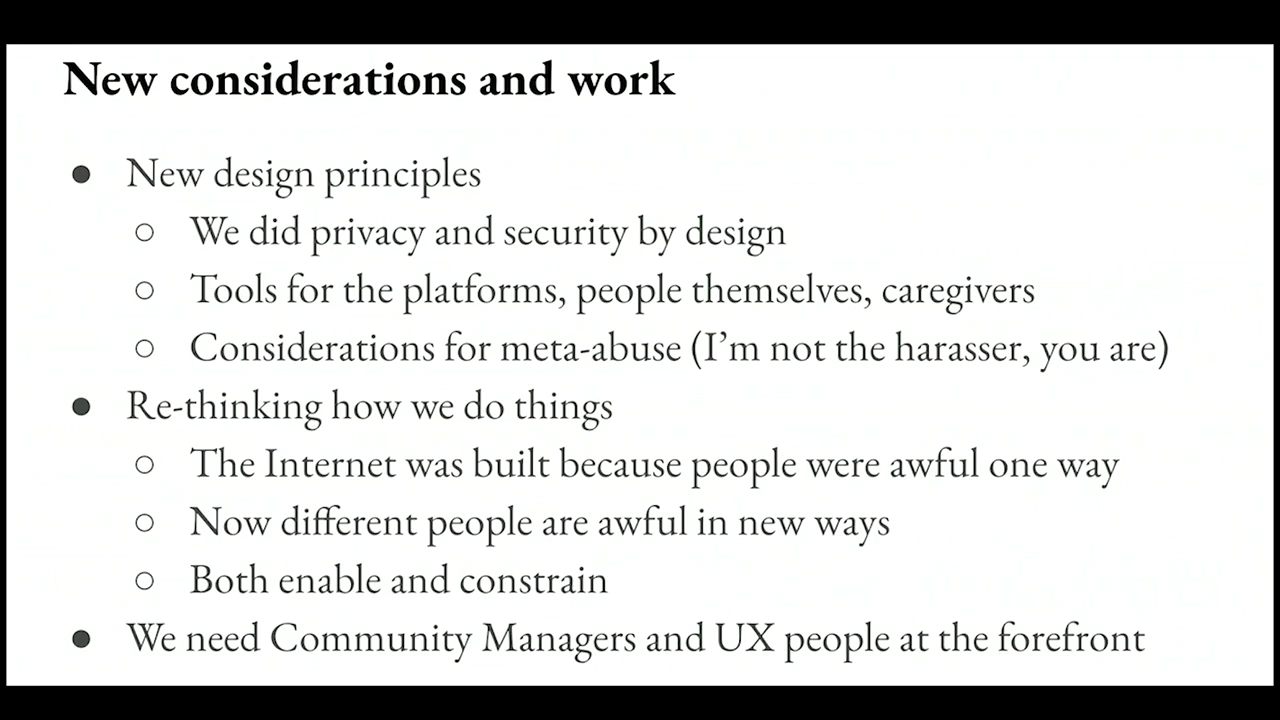 New considerations and work
● New design principles
○ We did privacy and security by design
○ Tools for the platforms, people themselves, caregivers
○ Considerations for meta-abuse (I’m not the harasser, you are)
● Re-thinking how we do things
○ The Internet was built because people were awful one way
○ Now different people are awful in new ways
○ Both enable and constrain
● We need Community Managers and UX people at the forefront